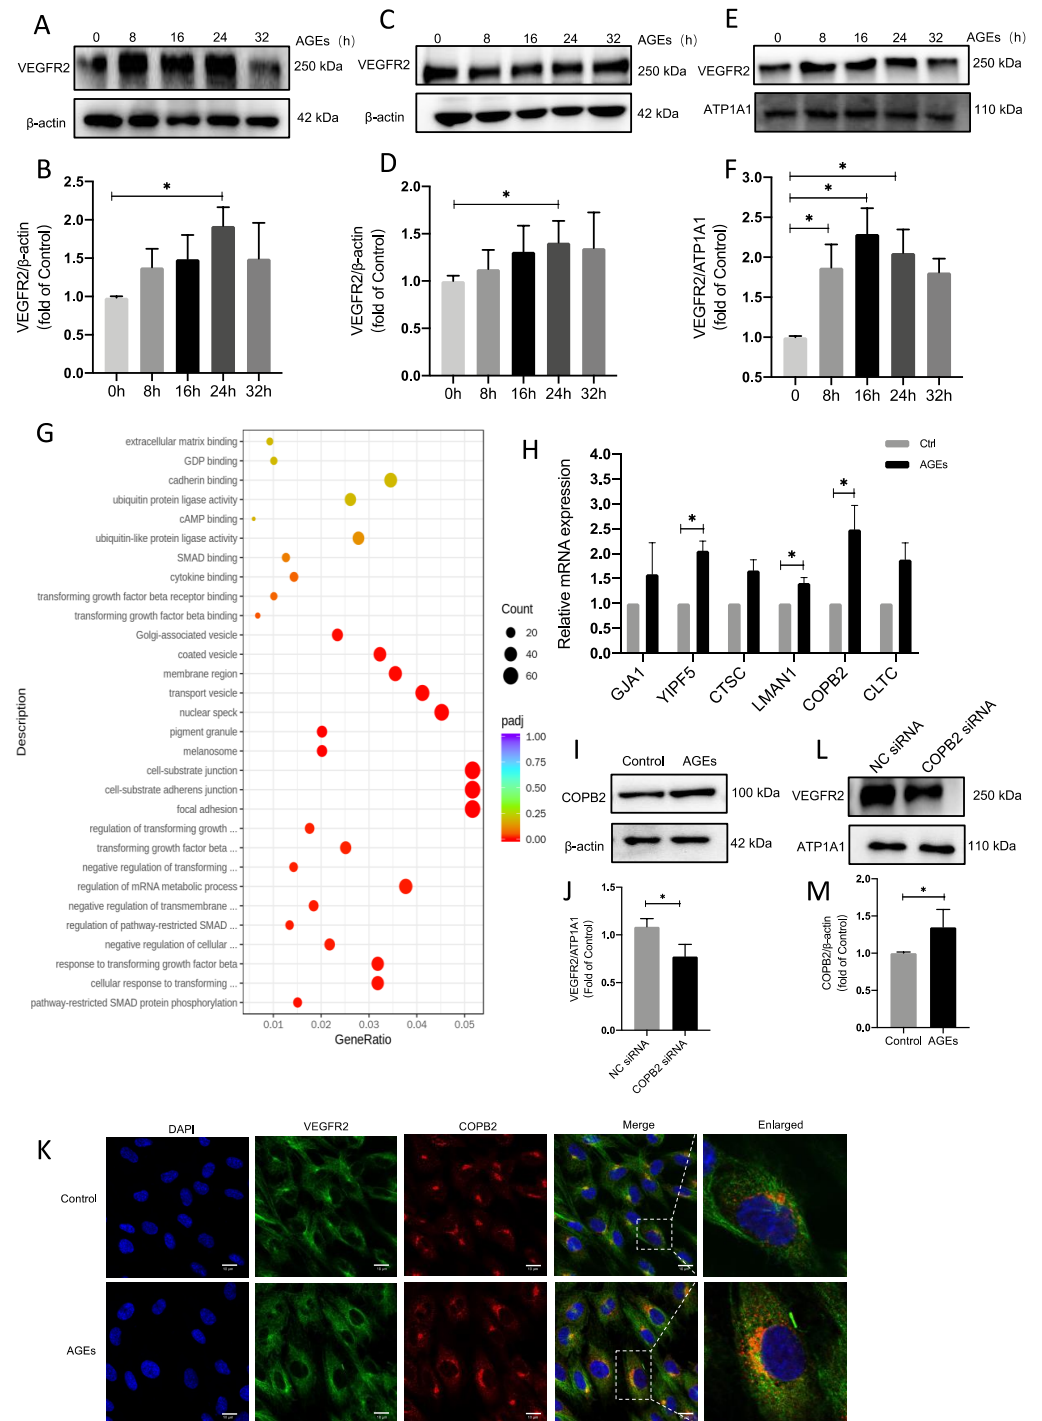 A
0 8 16 24 32 AGEs (h)
VEGFR2
250 kDa
β-actin
42 kDa
C
0 8 16 24 32 AGEs (h)
VEGFR2
250 kDa
β-actin
42 kDa
E
0 8 16 24 32 AGEs (h)
VEGFR2
250 kDa
ATP1A1
110 kDa
B
VEGFR2/β-actin
(fold of Control)
2.5
2.0
1.5
1.0
0.5
0.0
*
0h 8h 16h 24h 32h
D
VEGFR2/β-actin
(fold of Control)
2.0
1.5
1.0
0.5
0.0
*
0h 8h 16h 24h 32h
F
VEGFR2/ATP1A1
(fold of Control)
3.0
2.5
2.0
1.5
1.0
0.5
*
*
*
0 8h 16h 24h 32h
G
Description
extracellular matrix binding
GDP binding
cadherin binding
ubiquitin protein ligase activity
cAMP binding
ubiquitin-like protein ligase activity
SMAD binding
cytokine binding
transforming growth factor beta receptor binding
transforming growth factor beta binding
Golgi-associated vesicle
coated vesicle
membrane region
transport vesicle
nuclear speck
pigment granule
melanosome
cell-substrate junction
cell-substrate adherens junction
focal adhesion
regulation of transforming growth ...
transforming growth factor beta ...
negative regulation of transforming ...
regulation of mRNA metabolic process
negative regulation of transmembrane ...
regulation of pathway-restricted SMAD ...
negative regulation of cellular ...
response to transforming growth factor beta
cellular response to transforming ...
pathway-restricted SMAD protein phosphorylation
0.01 0.02 0.03 0.04 0.05
GeneRatio
Count
20
40
60
padj
1.00
0.75
0.50
0.25
0.00
H
Ctrl
AGEs
Relative mRNA expression
4.0
3.5
3.0
2.5
2.0
1.5
1.0
0.5
0.0
*
*
*
GJA1 YIPF5 CTSC LMAN1 COPB2 CLTC
I
Control AGEs
COPB2
100 kDa
β-actin
42 kDa
L
NC siRNA COPB2 siRNA
VEGFR2
250 kDa
ATP1A1
110 kDa
J
VEGFR2/ATP1A1
(Fold of Control)
1.5
1.0
0.5
0.0
*
NC siRNA COPB2 siRNA
M
COPB2/β-actin
(fold of Control)
2.0
1.5
1.0
0.5
0.0
*
Control AGEs
K
DAPI VEGFR2 COPB2 Merge Enlarged
Control
10 μm 10 μm 10 μm 10 μm
AGEs
10 μm 10 μm 10 μm 10 μm